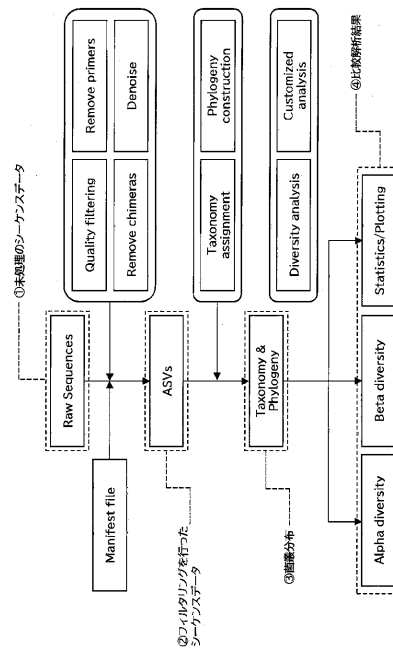 ①未処理のシーケンスデータ
Raw Sequences
Manifest file
Quality filtering
Remove primers
Remove chimeras
Denoise
②フィルタリングを行った
シーケンスデータ
ASVs
Taxonomy
assignment
Phylogeny
construction
③菌叢分布
Taxonomy &
Phylogeny
Diversity analysis
Customized
analysis
④比較解析結果
Alpha diversity
Beta diversity
Statistics/Plotting